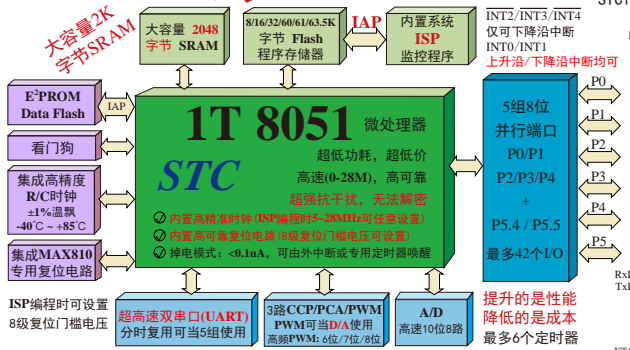 大容量2K
字节SRAM
大容量 2048
字节 SRAM
8/16/32/60/61/63.5K
字节 Flash
程序存储器
IAP
内置系统
ISP
监控程序
INT2/INT3/INT4
仅可下降沿中断
INT0/INT1
上升沿/下降沿中断均可
E²PROM
Data Flash
IAP
看门狗
集成高精度
R/C时钟
±1%温飘
-40℃ ~ +85℃
集成MAX810
专用复位电路
ISP编程时可设置
8级复位门槛电压
1T 8051 微处理器
STC
超低功耗，超低价
高速(0-28M)，高可靠
超强抗干扰，无法解密
内置高精准时钟(ISP编程时5-28MHz可任意设置)
内置高可靠复位电路(8级复位门槛电压可设置)
掉电模式：<0.1uA，可由外中断或专用定时器唤醒
5组8位
并行端口
P0/P1
P2/P3/P4
+
P5.4 / P5.5
最多42个I/O
P0
P1
P2
P3
P4
P5
超高速双串口(UART)
分时复用可当5组使用
3路CCP/PCA/PWM
PWM可当D/A使用
高频PWM: 6位/7位/8位
A/D
高速10位8路
提升的是性能
降低的是成本
最多6个定时器